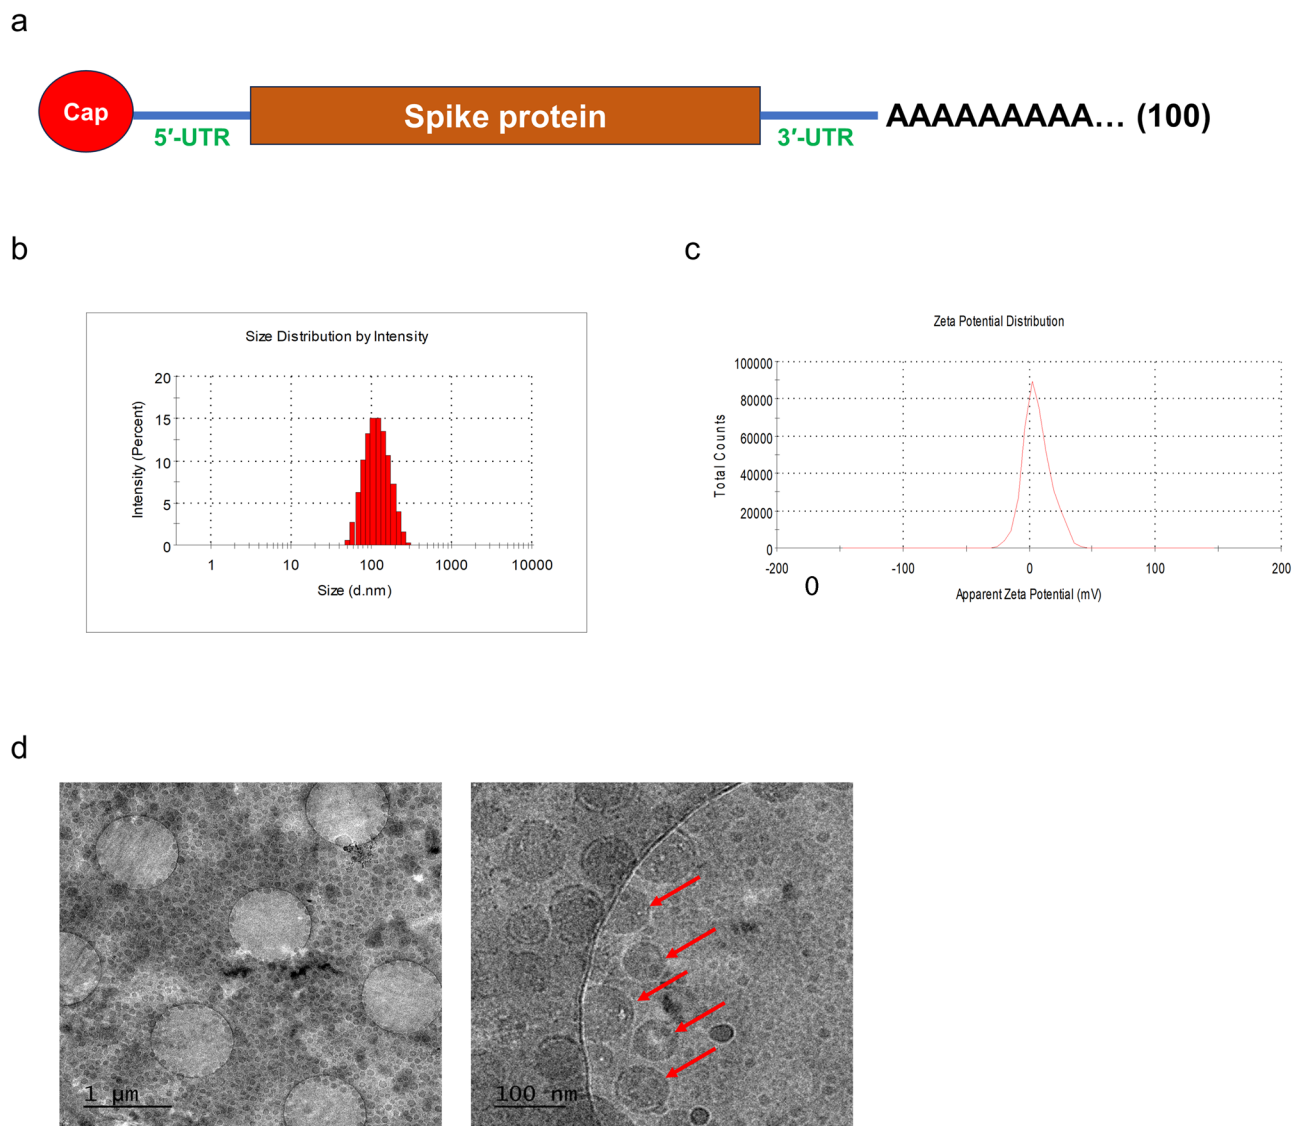 a
Cap
5′-UTR
Spike protein
3′-UTR
AAAAAAAAA... (100)
b
Size Distribution by Intensity
20
15
10
5
0
Intensity (Percent)
1 10 100 1000 10000
Size (d.nm)
c
Zeta Potential Distribution
100000
80000
60000
40000
20000
0
Total Counts
-200 -100 0 100 200
0
Apparent Zeta Potential (mV)
d
1 µm
100 nm